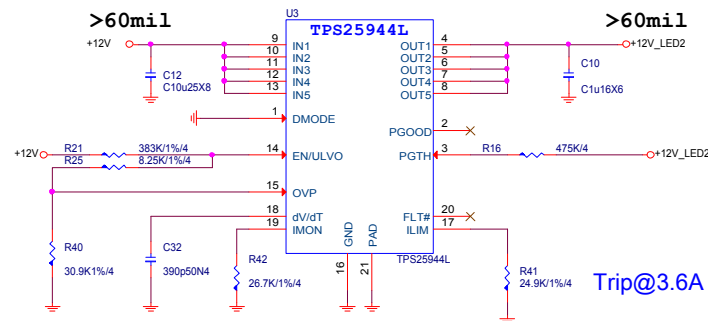 >60mil
>60mil
U3
TPS25944L
+12V
9
10
11
12
13
IN1
IN2
IN3
IN4
IN5
OUT1
OUT2
OUT3
OUT4
OUT5
4
5
6
7
8
+12V_LED2
C12
C10u25X8
C10
C1u16X6
1
DMODE
PGOOD
2
+12V
R21
383K/1%/4
R25
8.25K/1%/4
14
EN/ULVO
PGTH
3
R16
475K/4
+12V_LED2
15
OVP
18
dV/dT
19
IMON
FLT#
20
ILIM
17
GND
PAD
16
21
TPS25944L
R40
30.9K1%/4
C32
390p50N4
R42
26.7K/1%/4
R41
24.9K/1%/4
Trip@3.6A